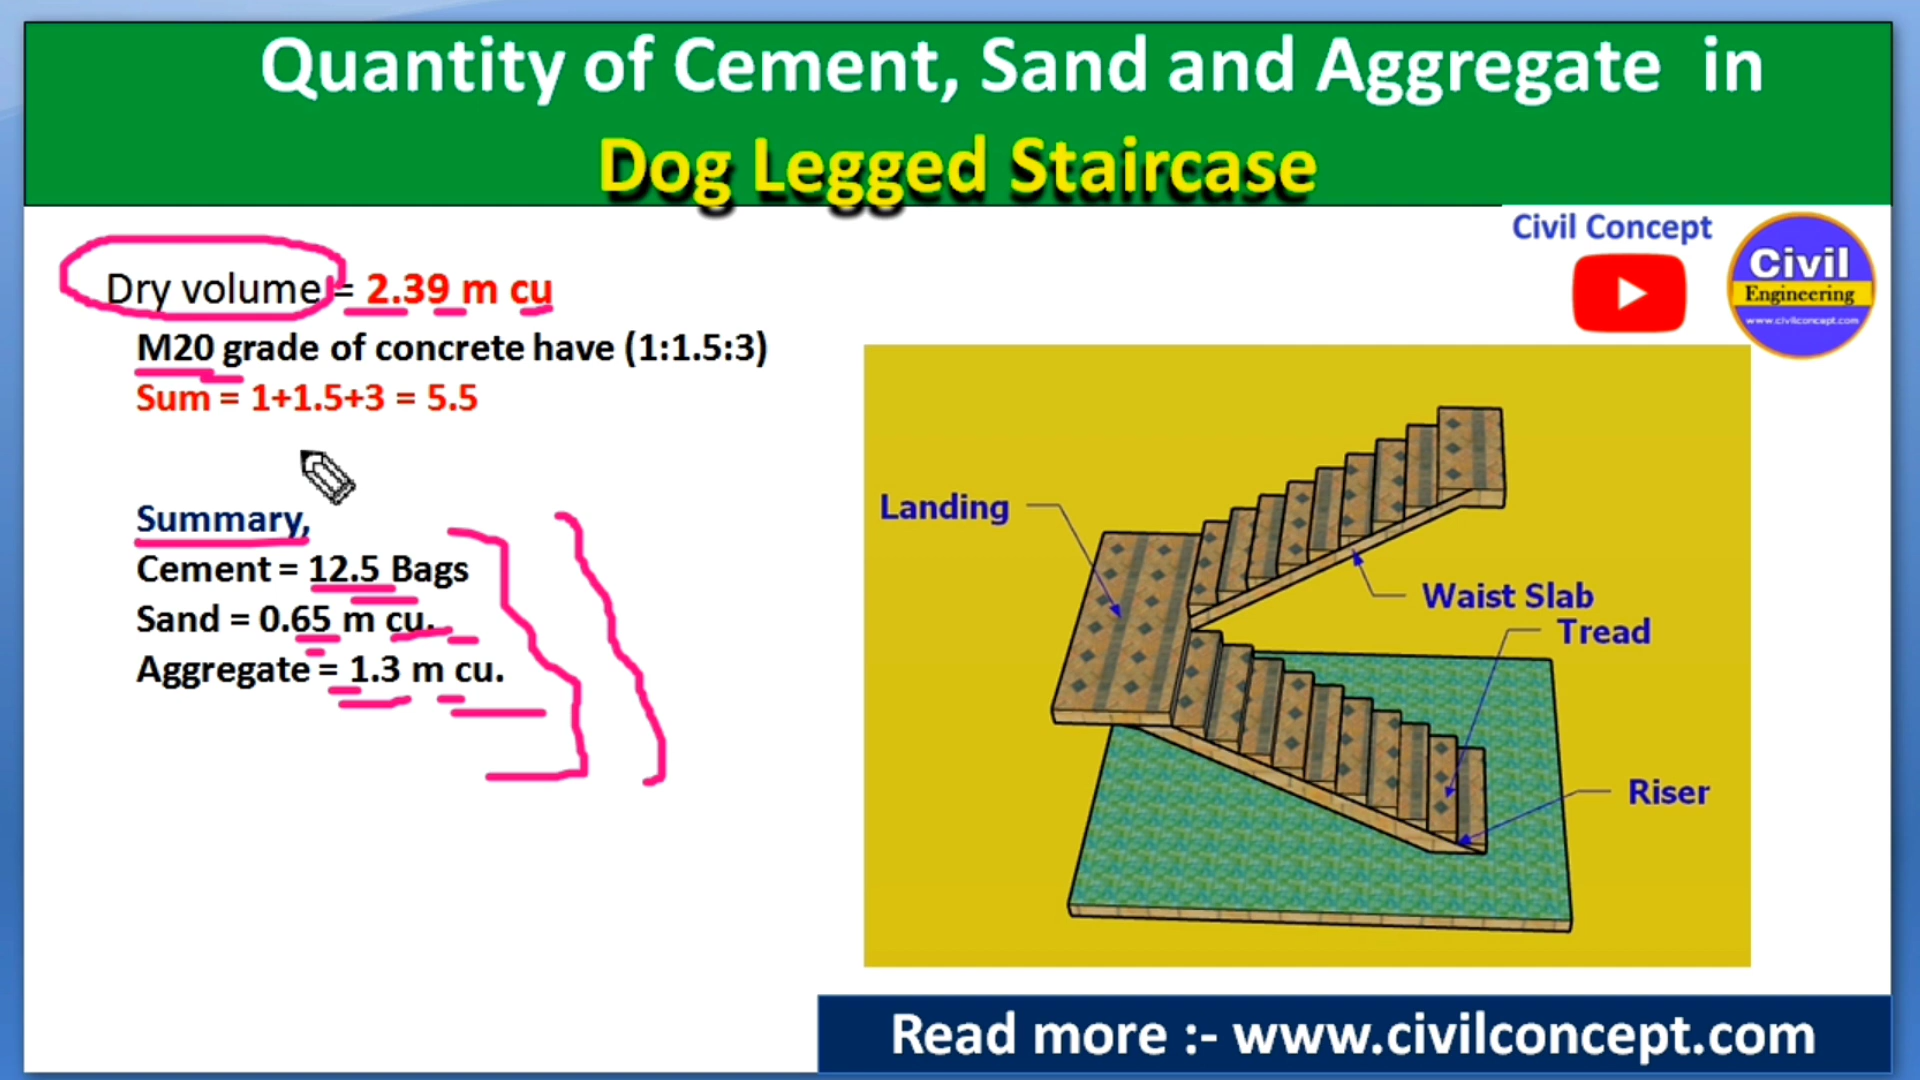 Quantity of Cement, Sand and Aggregate in
Dog Legged Staircase
Civil Concept
Civil
Engineering
www.civilconcept.com
Dry volume = 2.39 m cu
M20 grade of concrete have (1:1.5:3)
Sum = 1+1.5+3 = 5.5
Summary,
Cement = 12.5 Bags
Sand = 0.65 m cu.
Aggregate = 1.3 m cu.
Landing
Waist Slab
Tread
Riser
Read more :- www.civilconcept.com